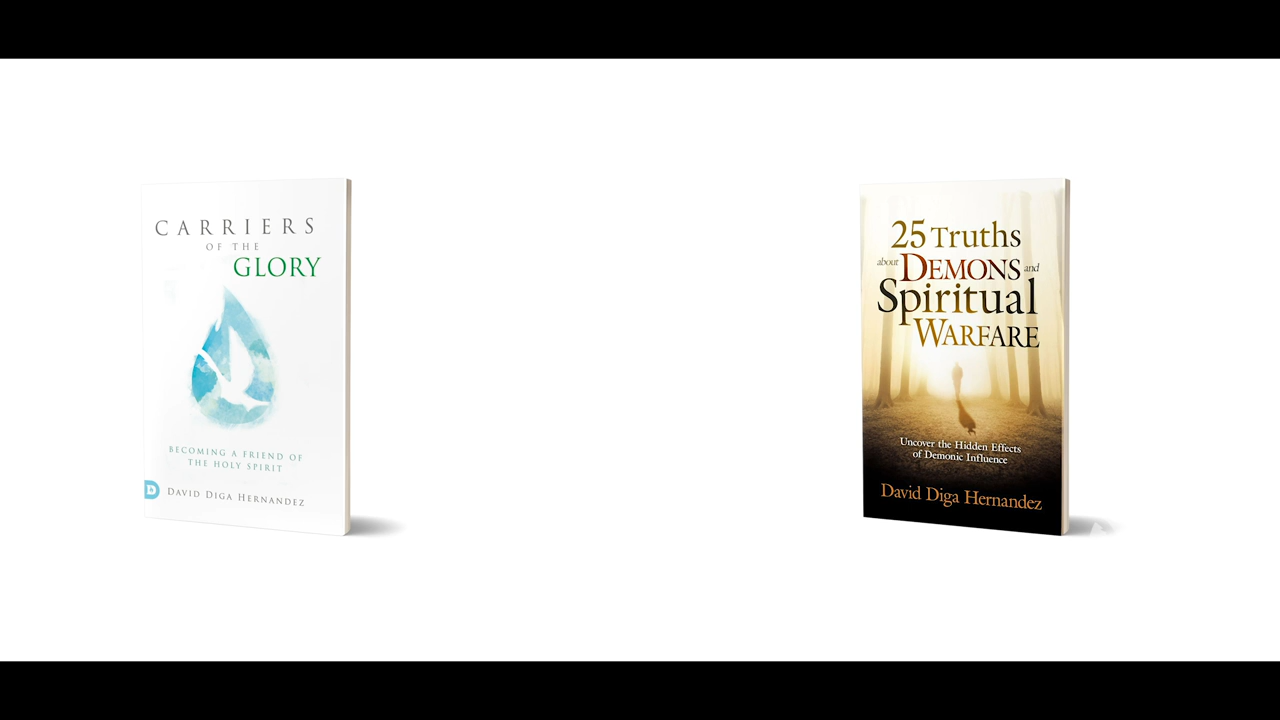 CARRIERS
OF THE
GLORY
BECOMING A FRIEND OF
THE HOLY SPIRIT
DAVID DIGA HERNANDEZ
25 Truths
about DEMONS and
Spiritual
WARFARE
Uncover the Hidden Effects
of Demonic Influence
David Diga Hernandez